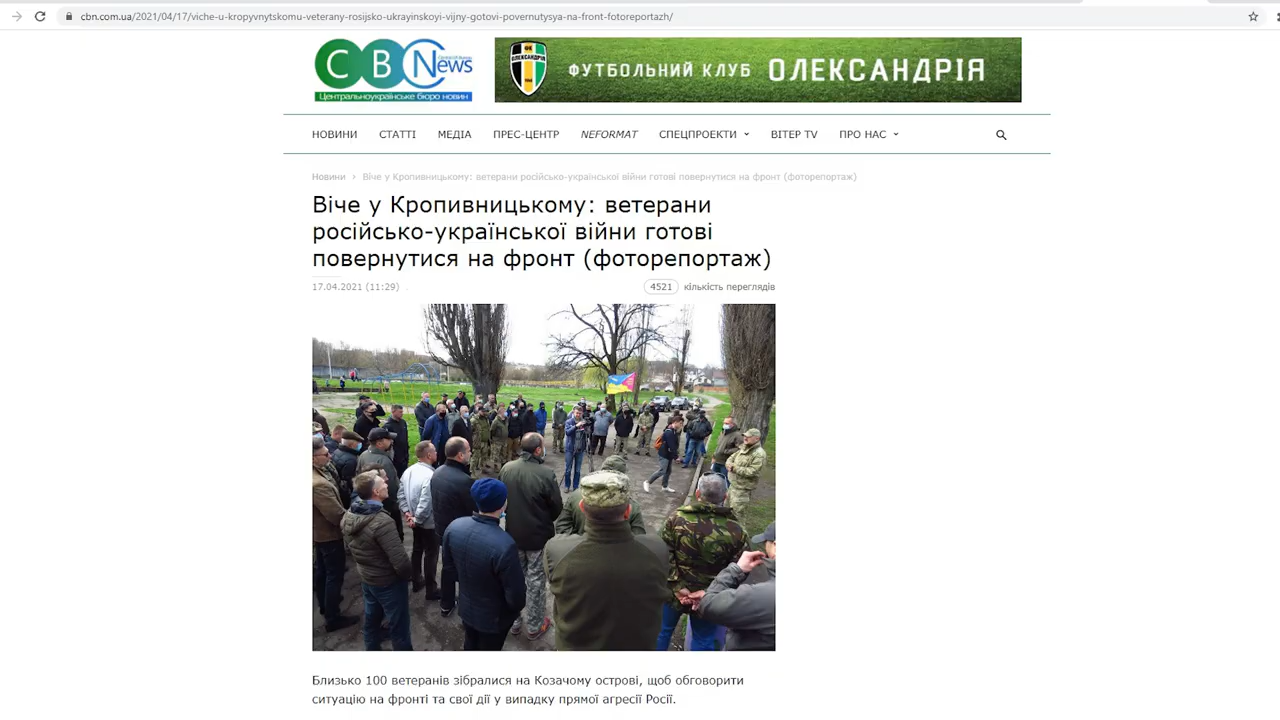 cbn.com.ua/2021/04/17/viche-u-kropyvnytskomu-veterany-rosijsko-ukrayinskoyi-vijny-gotovi-povernutysya-na-front-fotoreportazh/
CBNews
Центральноукраїнське бюро новин
ФК
ОЛЕКСАНДРІЯ
1948
ФУТБОЛЬНИЙ КЛУБ ОЛЕКСАНДРІЯ
НОВИНИ СТАТТІ МЕДІА ПРЕС-ЦЕНТР NEFORMAT СПЕЦПРОЕКТИ ВІТЕР TV ПРО НАС
Новини › Віче у Кропивницькому: ветерани російсько-української війни готові повернутися на фронт (фоторепортаж)
Віче у Кропивницькому: ветерани
російсько-української війни готові
повернутися на фронт (фоторепортаж)
17.04.2021 (11:29)
4521 кількість переглядів
Близько 100 ветеранів зібралися на Козачому острові, щоб обговорити
ситуацію на фронті та свої дії у випадку прямої агресії Росії.